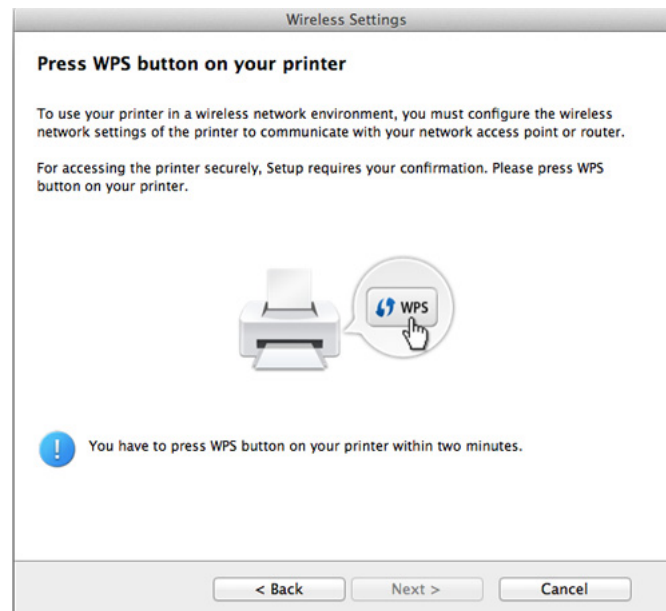 Wireless Settings
Press WPS button on your printer
To use your printer in a wireless network environment, you must configure the wireless
network settings of the printer to communicate with your network access point or router.
For accessing the printer securely, Setup requires your confirmation. Please press WPS
button on your printer.
WPS
You have to press WPS button on your printer within two minutes.
< Back
Next >
Cancel